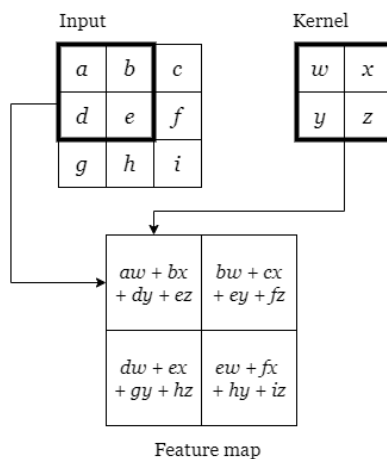 Input
Kernel
a b c
d e f
g h i
w x
y z
aw + bx
+ dy + ez
bw + cx
+ ey + fz
dw + ex
+ gy + hz
ew + fx
+ hy + iz
Feature map